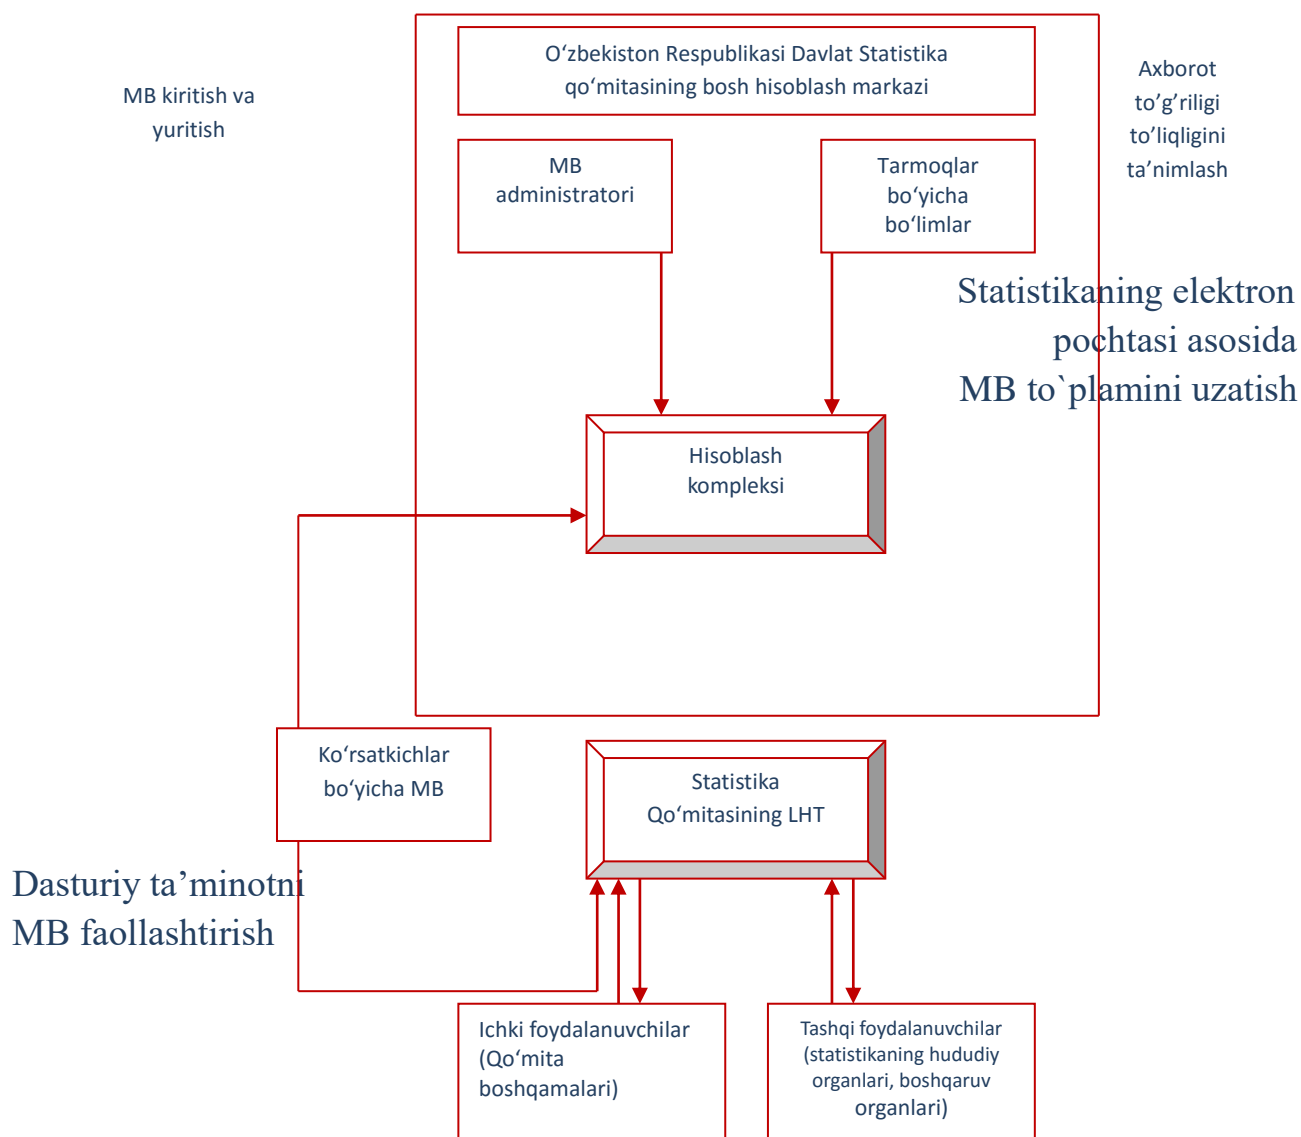 O‘zbekiston Respublikasi Davlat Statistika
qo‘mitasining bosh hisoblash markazi
MB kiritish va
yuritish
Axborot
to’g’riligi
to’liqligini
ta’nimlash
MB
administratori
Tarmoqlar
bo‘yicha
bo‘limlar
Statistikaning elektron
pochtasi asosida
MB to`plamini uzatish
Hisoblash
kompleksi
Ko‘rsatkichlar
bo‘yicha MB
Statistika
Qo‘mitasining LHT
Dasturiy ta’minotni
MB faollashtirish
Ichki foydalanuvchilar
(Qo‘mita
boshqamalari)
Tashqi foydalanuvchilar
(statistikaning hududiy
organlari, boshqaruv
organlari)